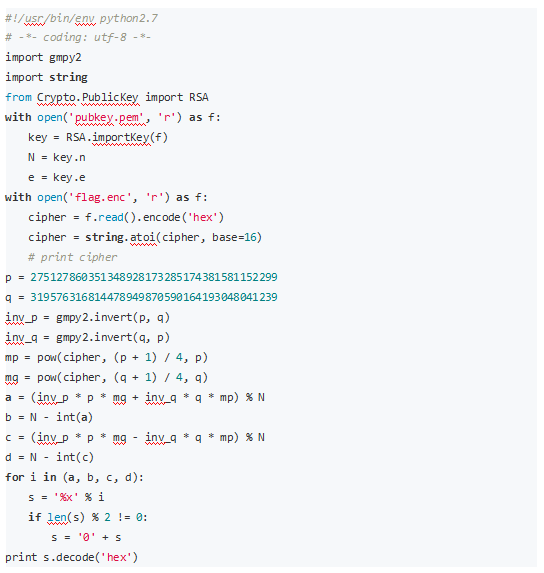 #!/usr/bin/env python2.7
# -*- coding: utf-8 -*-
import gmpy2
import string
from Crypto.PublicKey import RSA
with open('pubkey.pem', 'r') as f:
    key = RSA.importKey(f)
    N = key.n
    e = key.e
with open('flag.enc', 'r') as f:
    cipher = f.read().encode('hex')
    cipher = string.atoi(cipher, base=16)
    # print cipher
p = 275127860351348928173285174381581152299
q = 319576316814478949870590164193048041239
inv_p = gmpy2.invert(p, q)
inv_q = gmpy2.invert(q, p)
mp = pow(cipher, (p + 1) / 4, p)
mq = pow(cipher, (q + 1) / 4, q)
a = (inv_p * p * mq + inv_q * q * mp) % N
b = N - int(a)
c = (inv_p * p * mq - inv_q * q * mp) % N
d = N - int(c)
for i in (a, b, c, d):
    s = '%x' % i
    if len(s) % 2 != 0:
        s = '0' + s
print s.decode('hex')